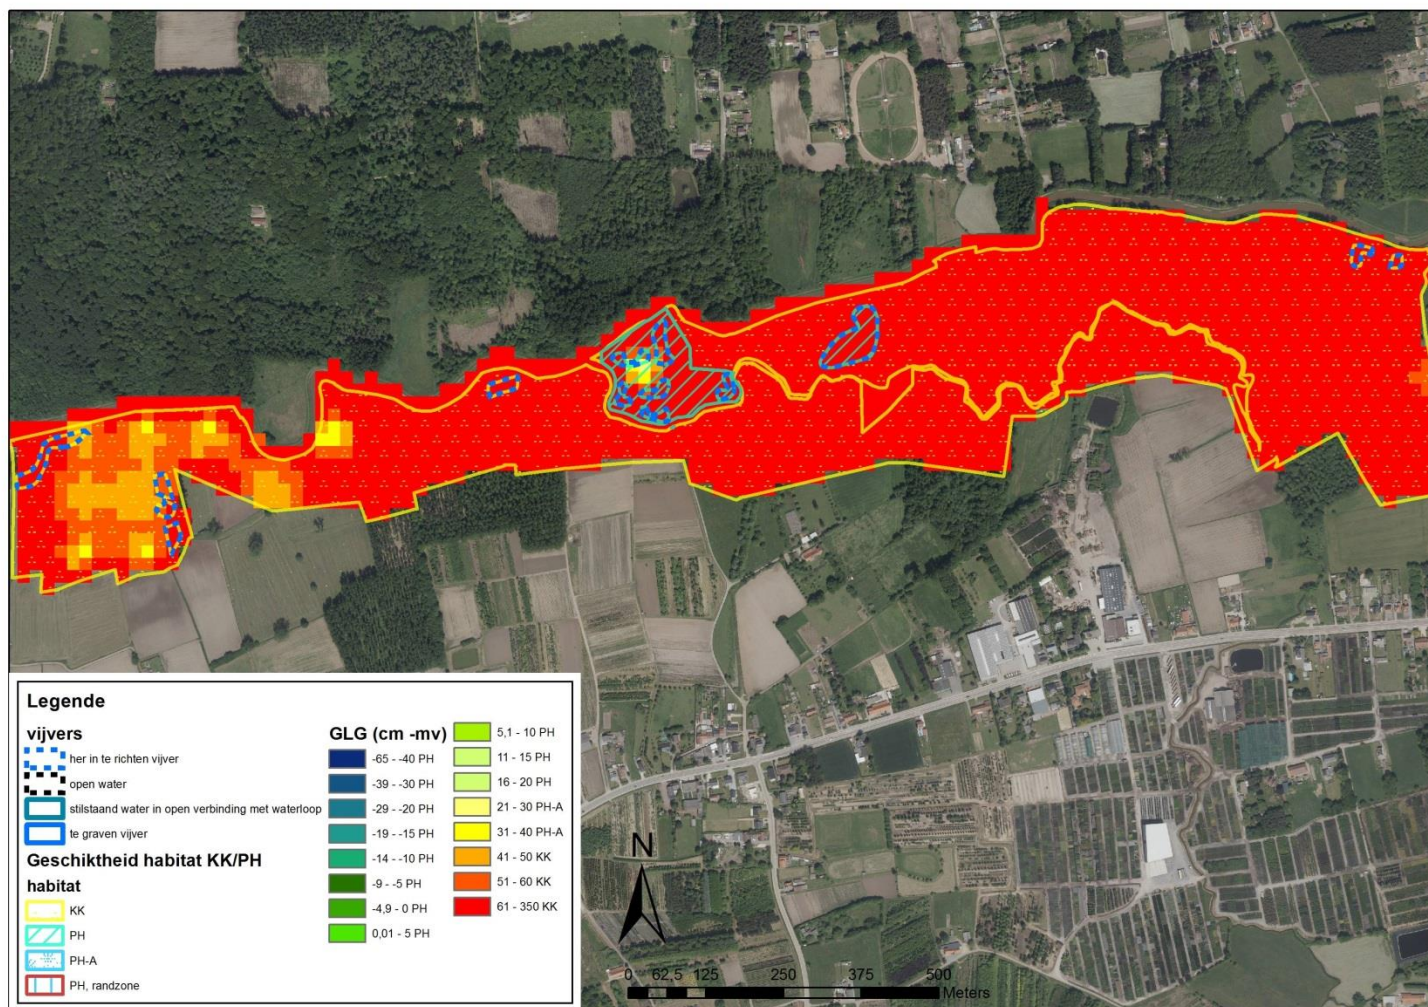 Legende
vijvers
her in te richten vijver
open water
stilstaand water in open verbinding met waterloop
te graven vijver
Geschiktheid habitat KK/PH
habitat
KK
PH
PH-A
PH, randzone
GLG (cm -mv)
-65 - -40 PH
-39 - -30 PH
-29 - -20 PH
-19 - -15 PH
-14 - -10 PH
-9 - -5 PH
-4,9 - 0 PH
0,01 - 5 PH
5,1 - 10 PH
11 - 15 PH
16 - 20 PH
21 - 30 PH-A
31 - 40 PH-A
41 - 50 KK
51 - 60 KK
61 - 350 KK
N
0 62,5 125 250 375 500
Meters